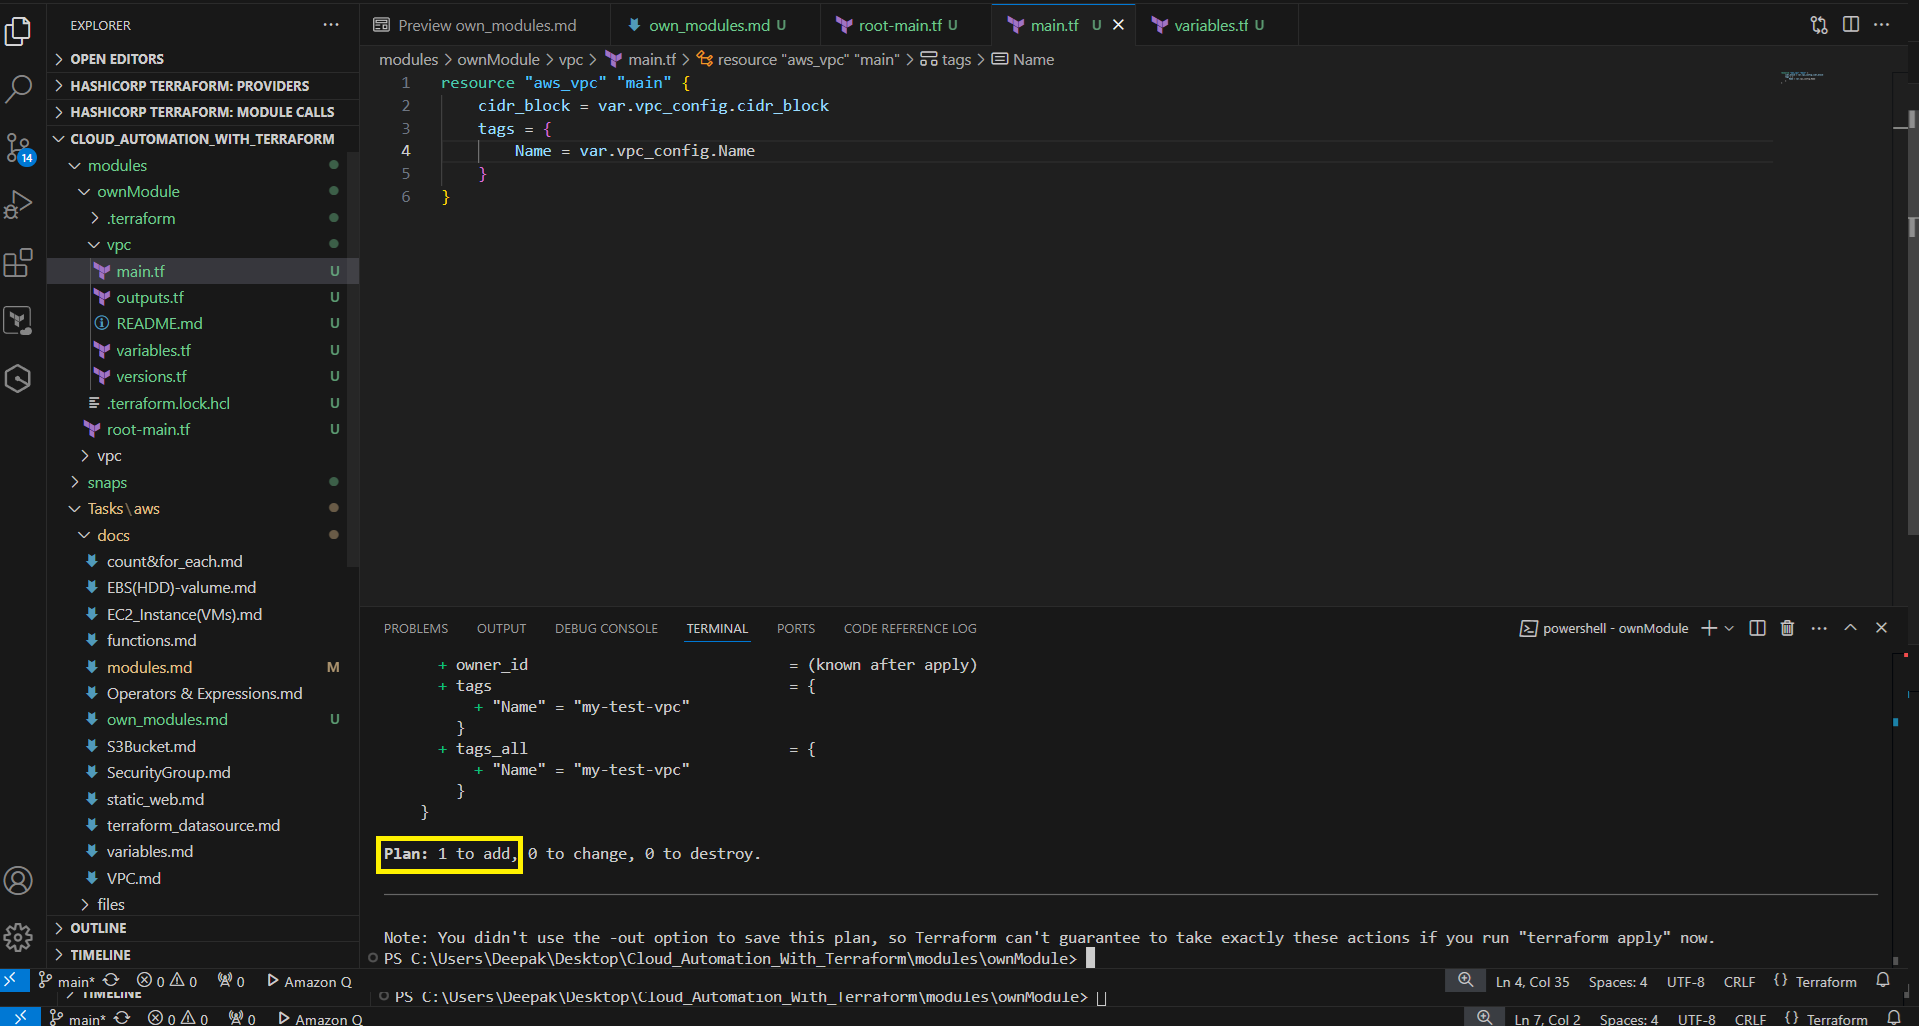 EXPLORER
OPEN EDITORS
HASHICORP TERRAFORM: PROVIDERS
HASHICORP TERRAFORM: MODULE CALLS
CLOUD_AUTOMATION_WITH_TERRAFORM
modules
ownModule
.terraform
vpc
main.tf U
outputs.tf U
README.md U
variables.tf U
versions.tf U
.terraform.lock.hcl U
root-main.tf U
vpc
snaps
Tasks\aws
docs
count&for_each.md
EBS(HDD)-valume.md
EC2_Instance(VMs).md
functions.md
modules.md M
Operators & Expressions.md
own_modules.md U
S3Bucket.md
SecurityGroup.md
static_web.md
terraform_datasource.md
variables.md
VPC.md
files
OUTLINE
TIMELINE
14
Preview own_modules.md
own_modules.md U
root-main.tf U
main.tf U
variables.tf U
modules > ownModule > vpc > main.tf > resource "aws_vpc" "main" > tags > Name
1 resource "aws_vpc" "main" {
2 cidr_block = var.vpc_config.cidr_block
3 tags = {
4 Name = var.vpc_config.Name
5 }
6 }
PROBLEMS OUTPUT DEBUG CONSOLE TERMINAL PORTS CODE REFERENCE LOG
powershell - ownModule
+ owner_id = (known after apply)
+ tags = {
+ "Name" = "my-test-vpc"
}
+ tags_all = {
+ "Name" = "my-test-vpc"
}
}
Plan: 1 to add, 0 to change, 0 to destroy.
Note: You didn't use the -out option to save this plan, so Terraform can't guarantee to take exactly these actions if you run "terraform apply" now.
PS C:\Users\Deepak\Desktop\Cloud_Automation_With_Terraform\modules\ownModule>
main* 0 0 0 Amazon Q Ln 4, Col 35 Spaces: 4 UTF-8 CRLF {} Terraform
TIMELINE
PS C:\Users\Deepak\Desktop\Cloud_Automation_With_Terraform\modules\ownModule>
main* 0 0 0 Amazon Q Ln 7, Col 2 Spaces: 4 UTF-8 CRLF {} Terraform